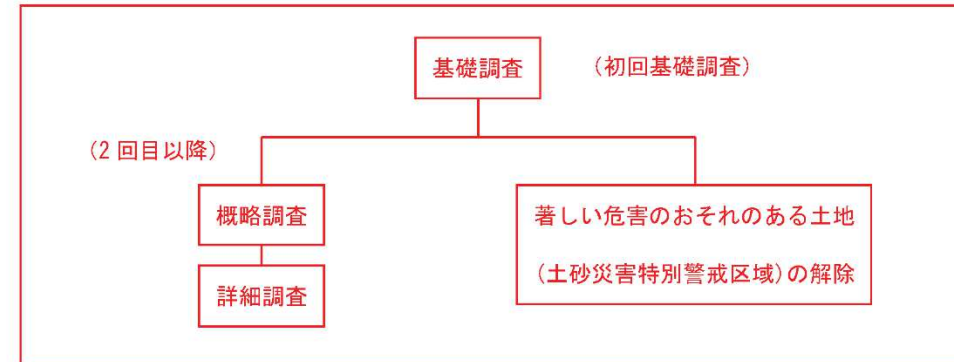 基礎調査
（初回基礎調査）
（2回目以降）
概略調査
著しい危害のおそれのある土地
（土砂災害特別警戒区域）の解除
詳細調査